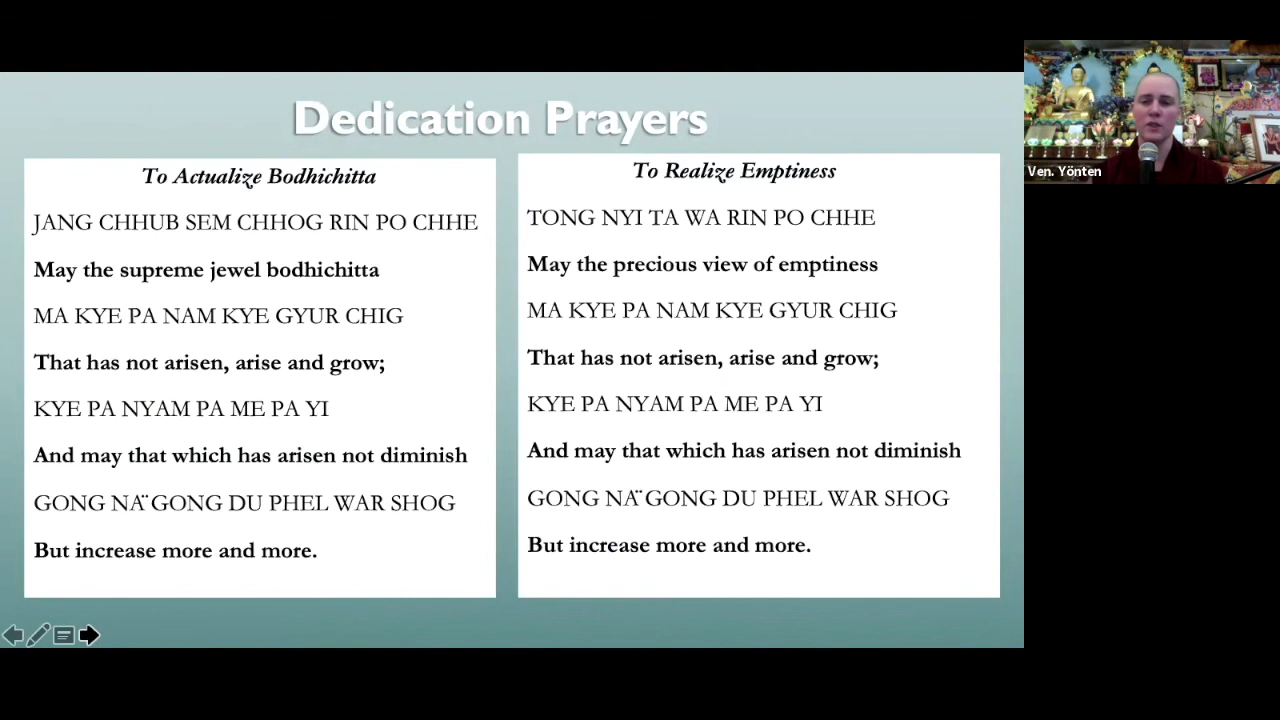 Dedication Prayers
To Actualize Bodhichitta
JANG CHHUB SEM CHHOG RIN PO CHHE
May the supreme jewel bodhichitta
MA KYE PA NAM KYE GYUR CHIG
That has not arisen, arise and grow;
KYE PA NYAM PA ME PA YI
And may that which has arisen not diminish
GONG NA¨ GONG DU PHEL WAR SHOG
But increase more and more.
To Realize Emptiness
TONG NYI TA WA RIN PO CHHE
May the precious view of emptiness
MA KYE PA NAM KYE GYUR CHIG
That has not arisen, arise and grow;
KYE PA NYAM PA ME PA YI
And may that which has arisen not diminish
GONG NA¨ GONG DU PHEL WAR SHOG
But increase more and more.
Ven. Yönten